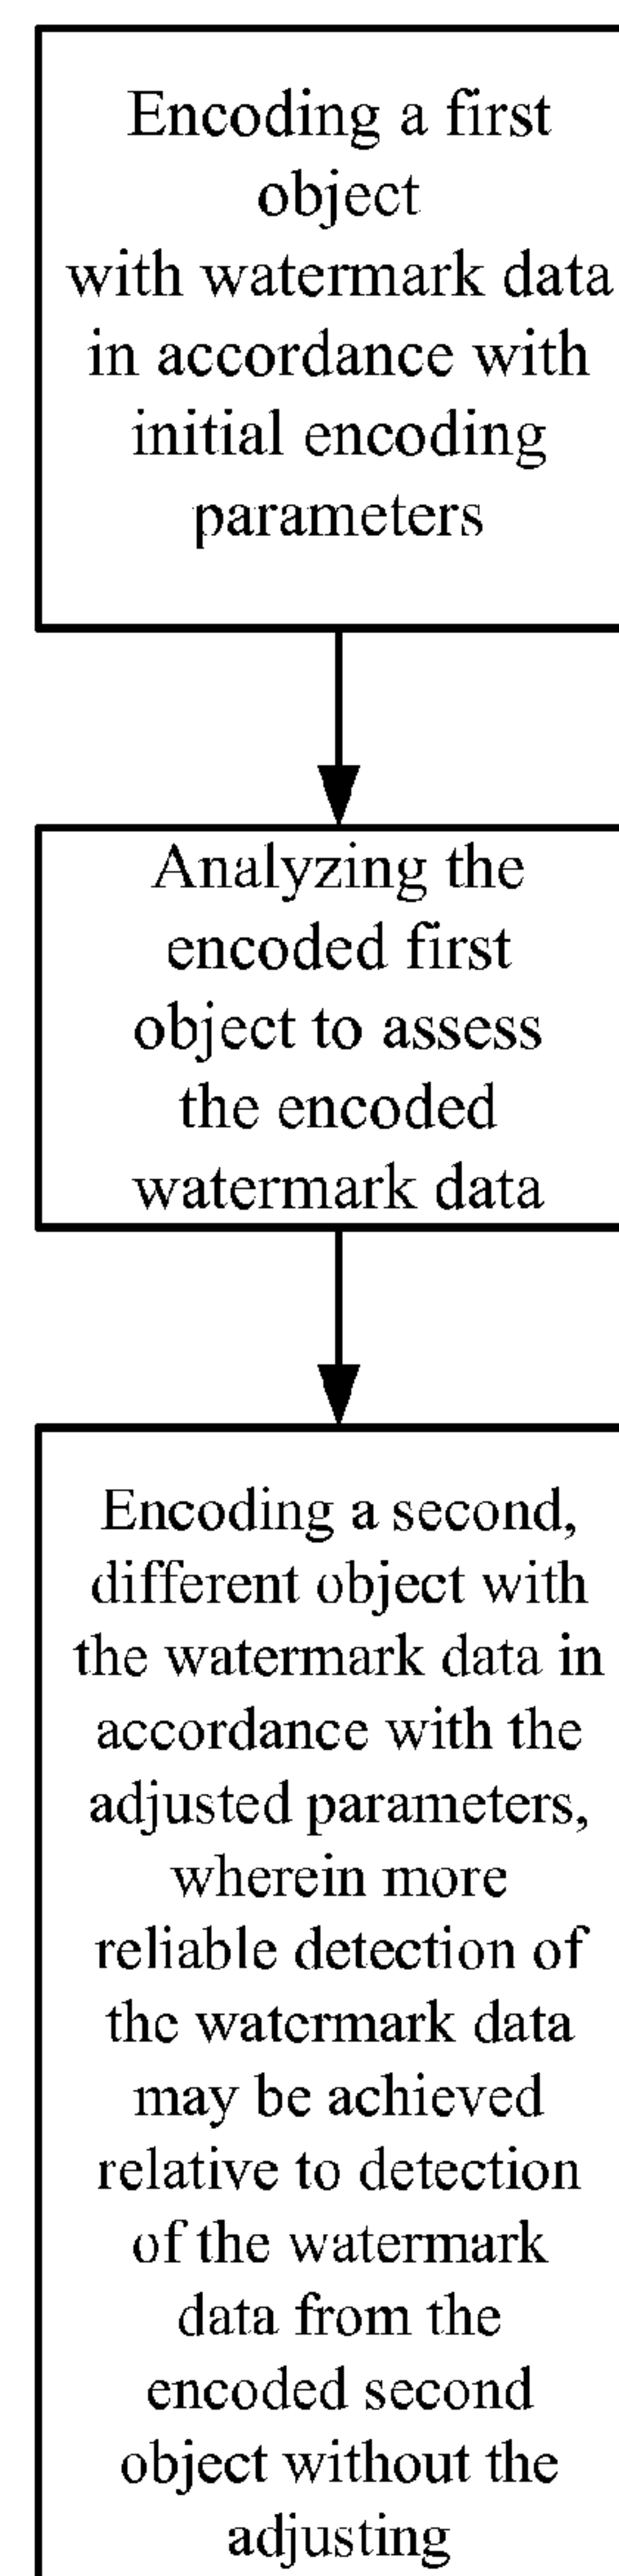 Encoding a first
object
with watermark data
in accordance with
initial encoding
parameters
Analyzing the
encoded first
object to assess
the encoded
watermark data
Encoding a second,
different object with
the watermark data in
accordance with the
adjusted parameters,
wherein more
reliable detection of
the watermark data
may be achieved
relative to detection
of the watermark
data from the
encoded second
object without the
adjusting